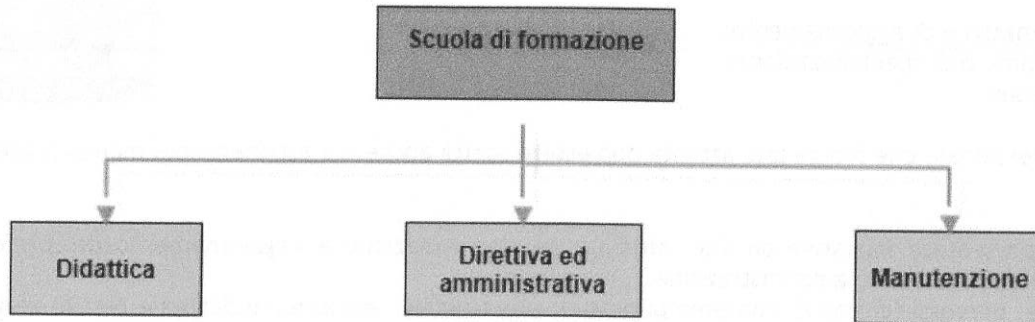 Scuola di formazione
Didattica
Direttiva ed
amministrativa
Manutenzione